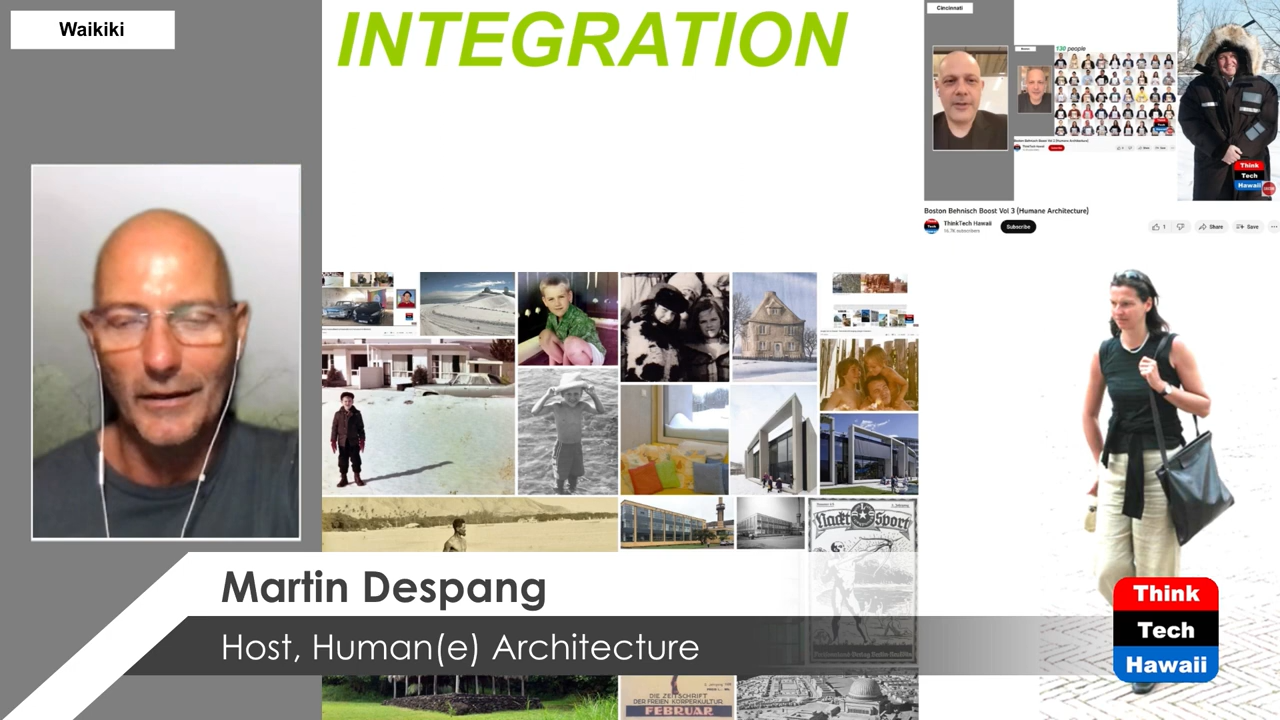 Waikiki
INTEGRATION
Cincinnati
130 people
Think
Tech
Hawaii
Boston Behnisch Boost Vol 3 (Humane Architecture)
ThinkTech Hawaii
Subscribe
1
Share
Save
Nackt Sport
DIE ZEITSCHRIFT
DER FREIEN KÖRPERKULTUR
FEBRUAR
Martin Despang
Host, Human(e) Architecture
Think
Tech
Hawaii